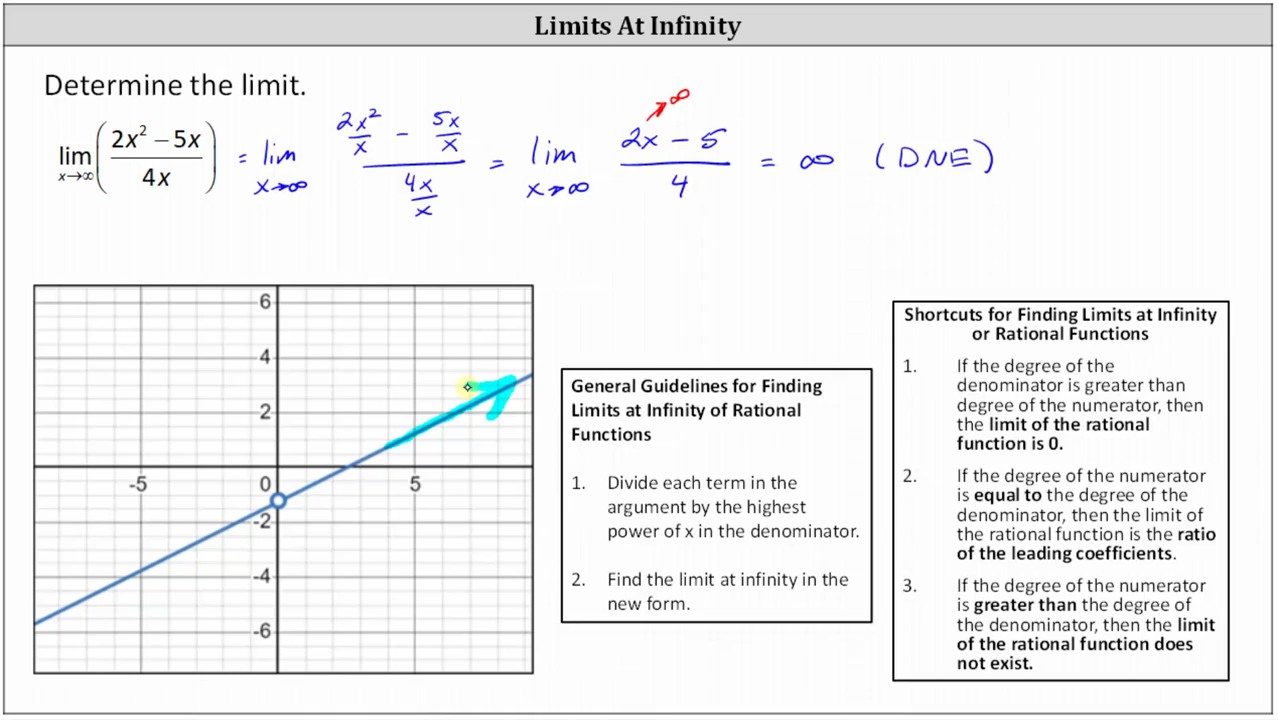 Limits At Infinity
Determine the limit.
lim x→∞ ( (2x² − 5x) / (4x) ) = lim x→∞ (2x²/x − 5x/x) / (4x/x) = lim x→∞ (2x − 5) / 4 = ∞ (DNE)
→∞
6
4
2
-5 0 5
-2
-4
-6
General Guidelines for Finding
Limits at Infinity of Rational
Functions
1. Divide each term in the
argument by the highest
power of x in the denominator.
2. Find the limit at infinity in the
new form.
Shortcuts for Finding Limits at Infinity
or Rational Functions
1. If the degree of the
denominator is greater than
degree of the numerator, then
the limit of the rational
function is 0.
2. If the degree of the numerator
is equal to the degree of the
denominator, then the limit of
the rational function is the ratio
of the leading coefficients.
3. If the degree of the numerator
is greater than the degree of
the denominator, then the limit
of the rational function does
not exist.